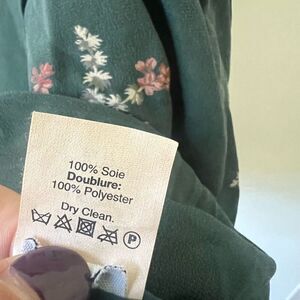 100% Soie
Doublure:
100% Polyester
Dry Clean.
P